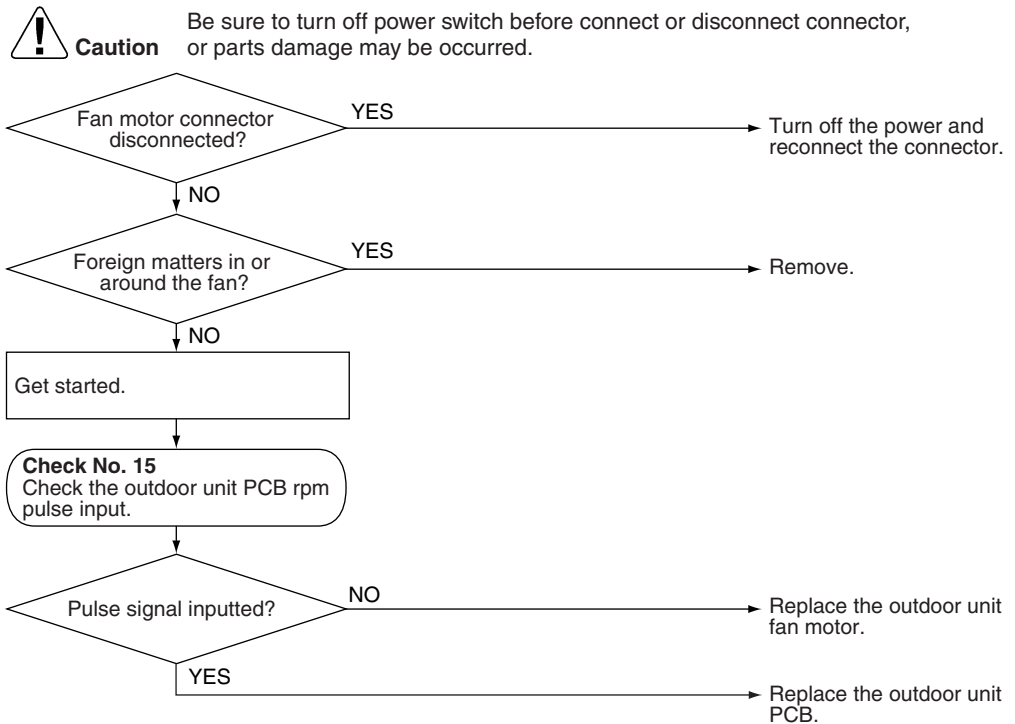 Be sure to turn off power switch before connect or disconnect connector,
Caution or parts damage may be occurred.
Fan motor connector
disconnected?
YES
Turn off the power and
reconnect the connector.
NO
Foreign matters in or
around the fan?
YES
Remove.
NO
Get started.
Check No. 15
Check the outdoor unit PCB rpm
pulse input.
Pulse signal inputted?
NO
Replace the outdoor unit
fan motor.
YES
Replace the outdoor unit
PCB.